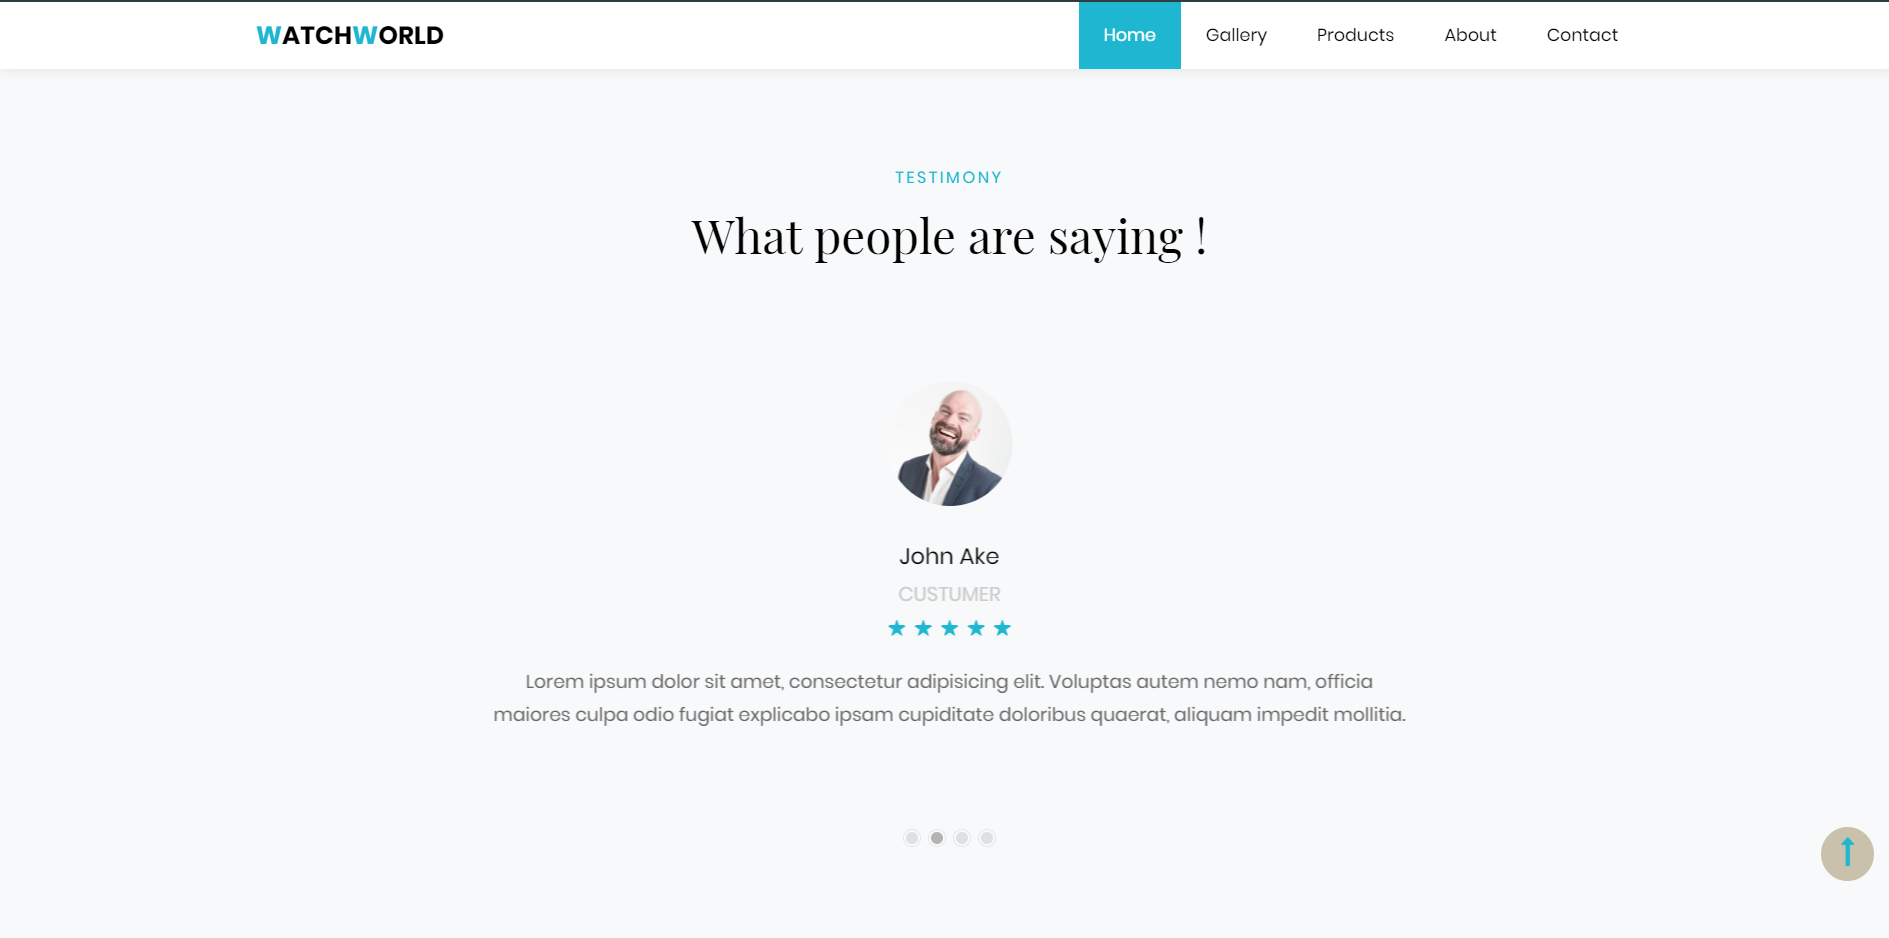 WATCHWORLD
Home Gallery Products About Contact
TESTIMONY
What people are saying !
John Ake
CUSTUMER
Lorem ipsum dolor sit amet, consectetur adipisicing elit. Voluptas autem nemo nam, officia
maiores culpa odio fugiat explicabo ipsam cupiditate doloribus quaerat, aliquam impedit mollitia.